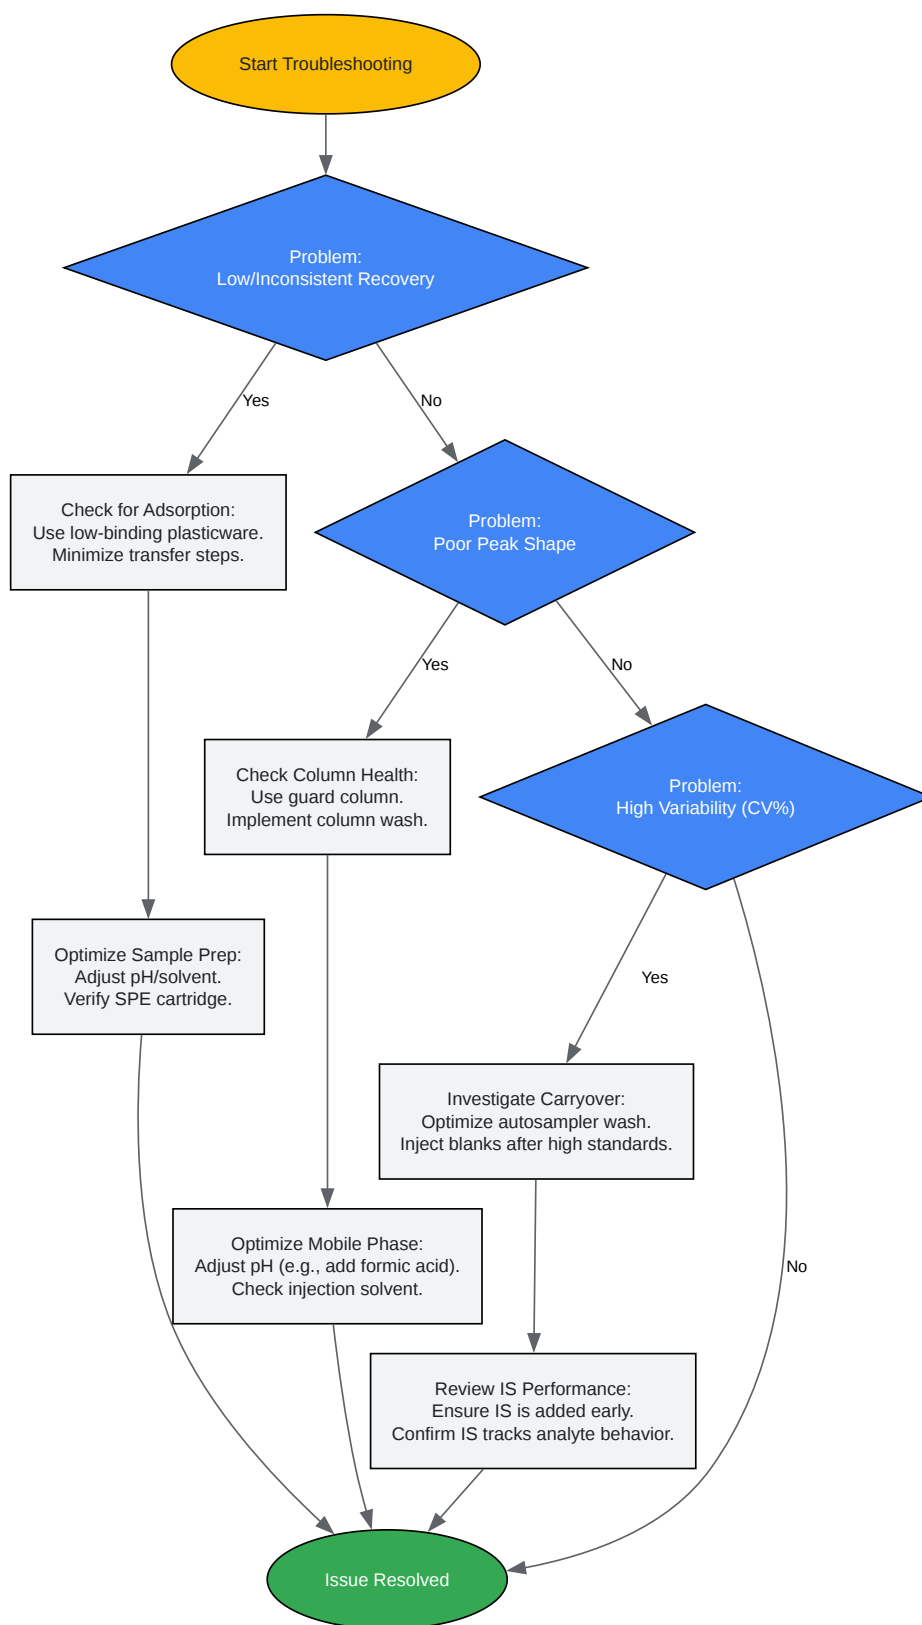 Start Troubleshooting
Problem:
Low/Inconsistent Recovery
Yes
No
Check for Adsorption:
Use low-binding plasticware.
Minimize transfer steps.
Problem:
Poor Peak Shape
Yes
No
Check Column Health:
Use guard column.
Implement column wash.
Problem:
High Variability (CV%)
Optimize Sample Prep:
Adjust pH/solvent.
Verify SPE cartridge.
Yes
Investigate Carryover:
Optimize autosampler wash.
Inject blanks after high standards.
Optimize Mobile Phase:
Adjust pH (e.g., add formic acid).
Check injection solvent.
No
Review IS Performance:
Ensure IS is added early.
Confirm IS tracks analyte behavior.
Issue Resolved